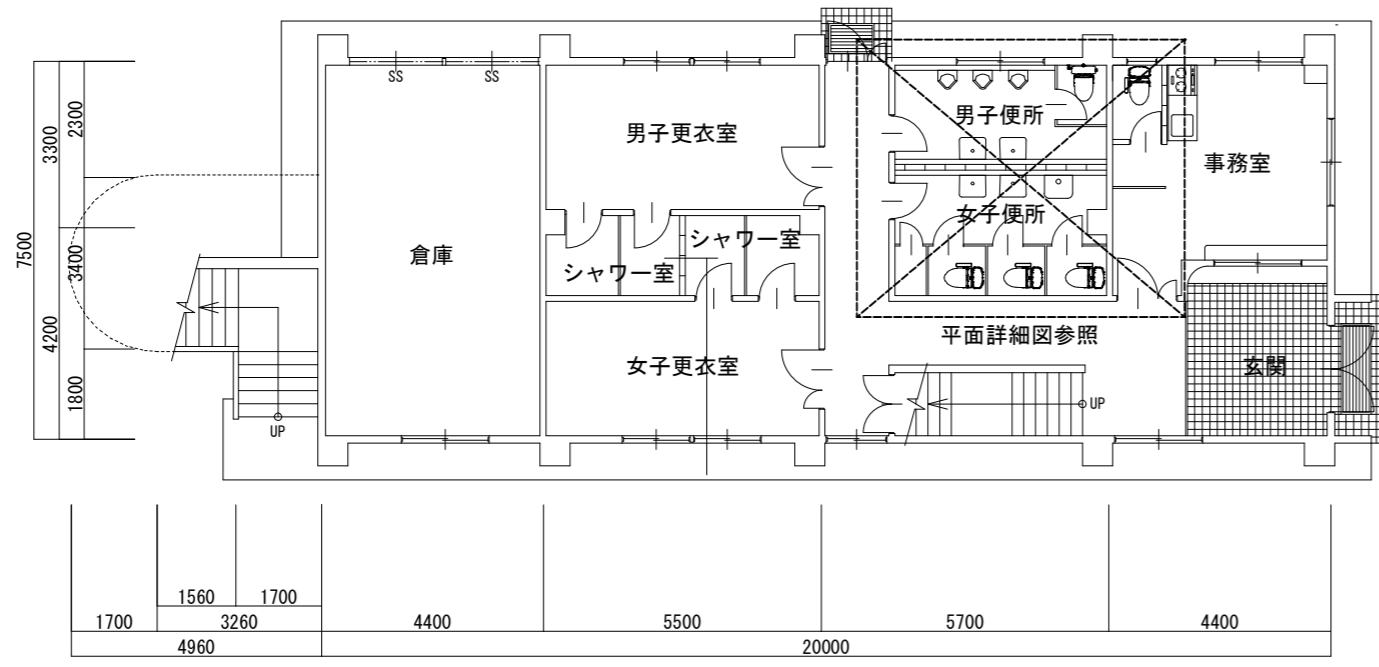 SS
SS
男子便所
男子更衣室
事務室
女子便所
シャワー室
倉庫
シャワー室
平面詳細図参照
女子更衣室
玄関
UP
UP
2300
3300
3400
7500
4200
1800
1560
1700
1700
3260
4400
5500
5700
4400
4960
20000